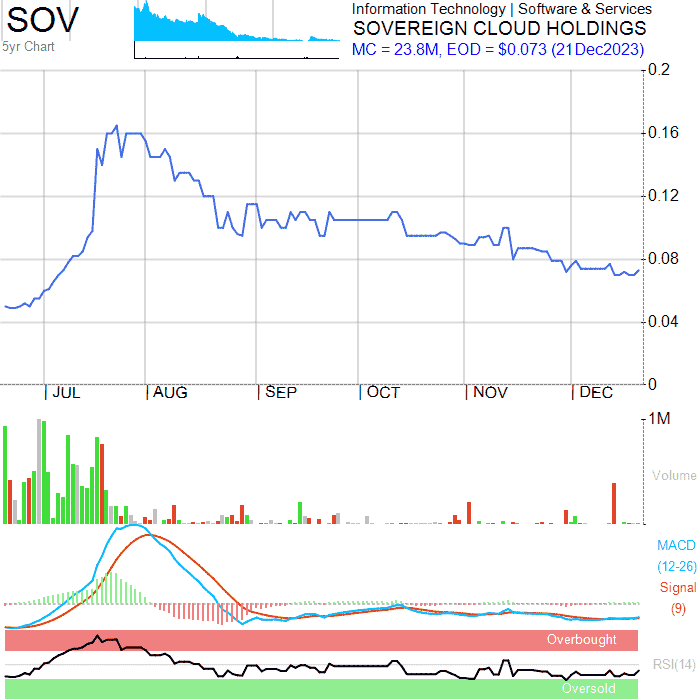 SOV
5yr Chart
Information Technology | Software & Services
SOVEREIGN CLOUD HOLDINGS
MC = 23.8M, EOD = $0.073 (21Dec2023)
0.2
0.16
0.12
0.08
0.04
0
JUL AUG SEP OCT NOV DEC
1M
Volume
MACD
(12-26)
Signal
(9)
Overbought
RSI(14)
Oversold